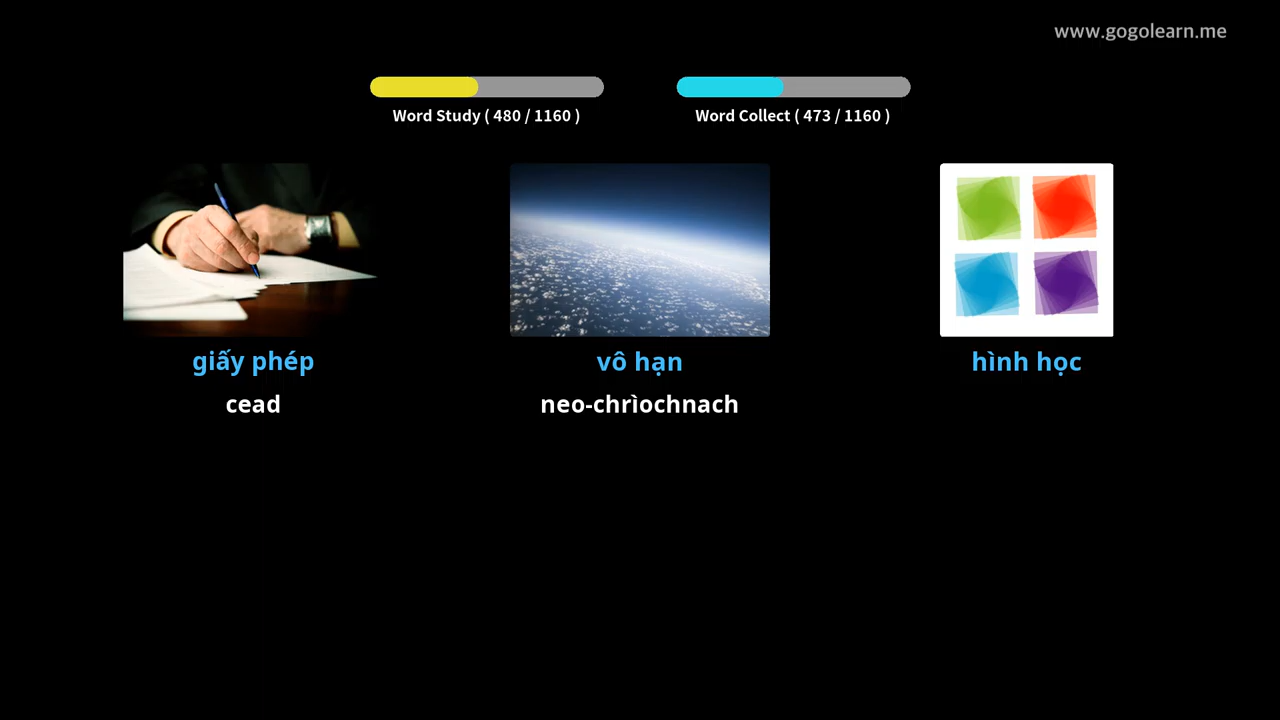 www.gogolearn.me
Word Study ( 480 / 1160 )
Word Collect ( 473 / 1160 )
giấy phép
vô hạn
hình học
cead
neo-chrìochnach